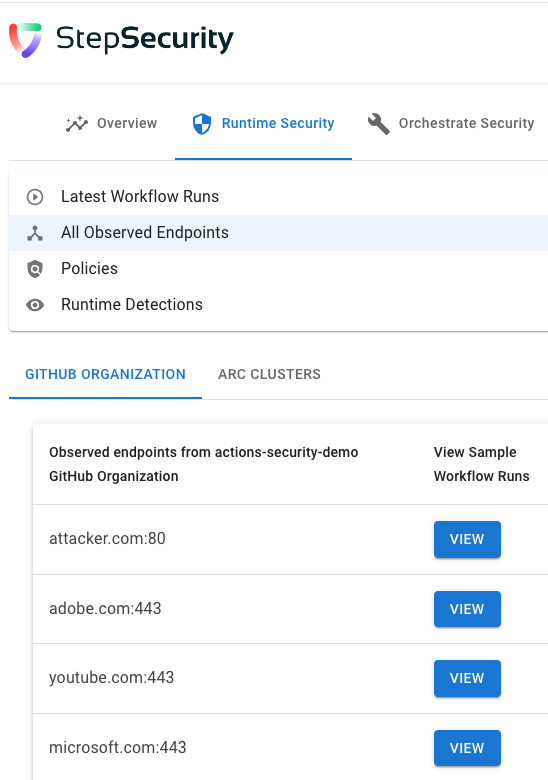 StepSecurity
Overview
Runtime Security
Orchestrate Security
Latest Workflow Runs
All Observed Endpoints
Policies
Runtime Detections
GITHUB ORGANIZATION
ARC CLUSTERS
Observed endpoints from actions-security-demo
GitHub Organization
View Sample
Workflow Runs
attacker.com:80
VIEW
adobe.com:443
VIEW
youtube.com:443
VIEW
microsoft.com:443
VIEW